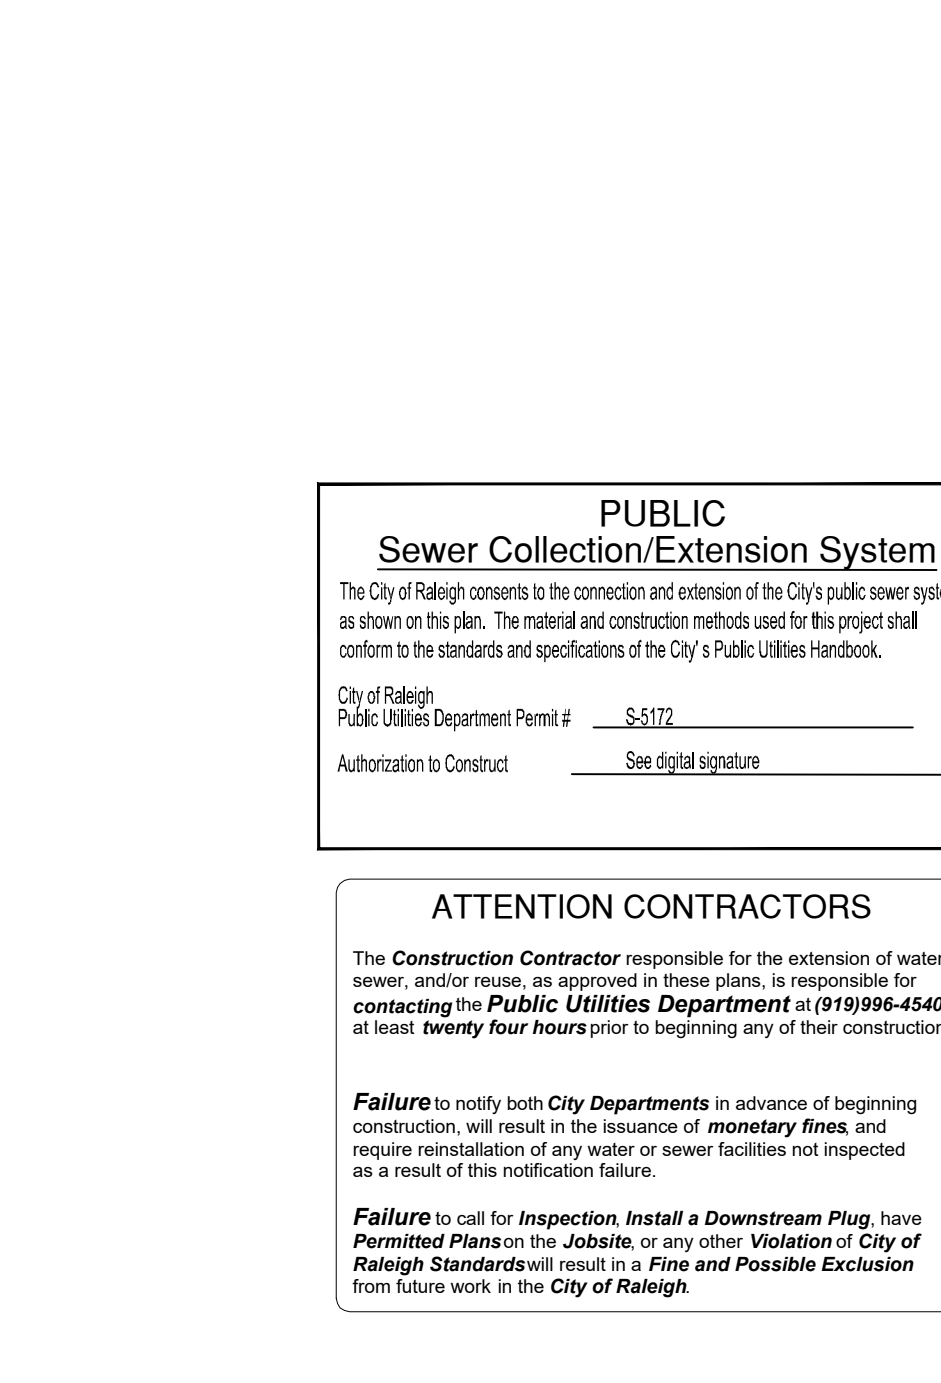 PUBLIC
Sewer Collection/Extension System
The City of Raleigh consents to the connection and extension of the City's public sewer
as shown on this plan. The material and construction methods used for this project shall
conform to the standards and specifications of the City' s Public Utilities Handbook.
City of Raleigh
Public Utilities Department Permit # S-5172
Authorization to Construct See digital signature
ATTENTION CONTRACTORS
The Construction Contractor responsible for the extension of water
sewer, and/or reuse, as approved in these plans, is responsible for
contacting the Public Utilities Department at (919)996-4540
at least twenty four hours prior to beginning any of their construction
Failure to notify both City Departments in advance of beginning
construction, will result in the issuance of monetary fines, and
require reinstallation of any water or sewer facilities not inspected
as a result of this notification failure.
Failure to call for Inspection, Install a Downstream Plug, have
Permitted Plans on the Jobsite, or any other Violation of City of
Raleigh Standards will result in a Fine and Possible Exclusion
from future work in the City of Raleigh.